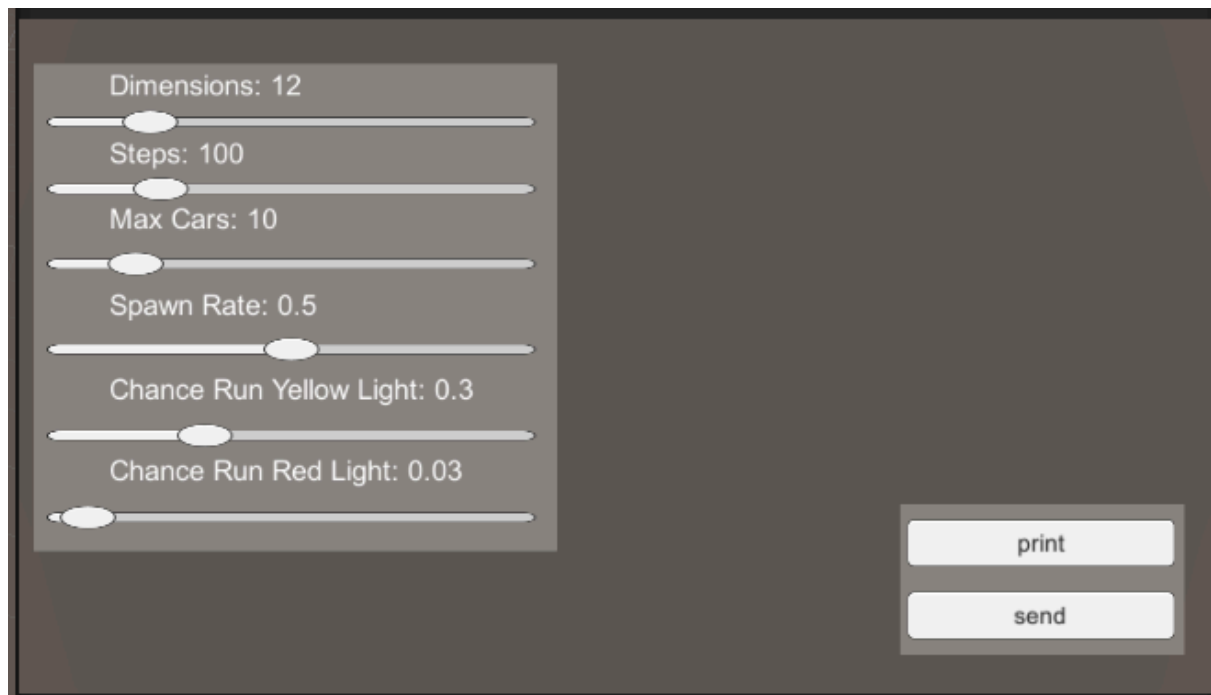 Dimensions: 12
Steps: 100
Max Cars: 10
Spawn Rate: 0.5
Chance Run Yellow Light: 0.3
Chance Run Red Light: 0.03
print
send